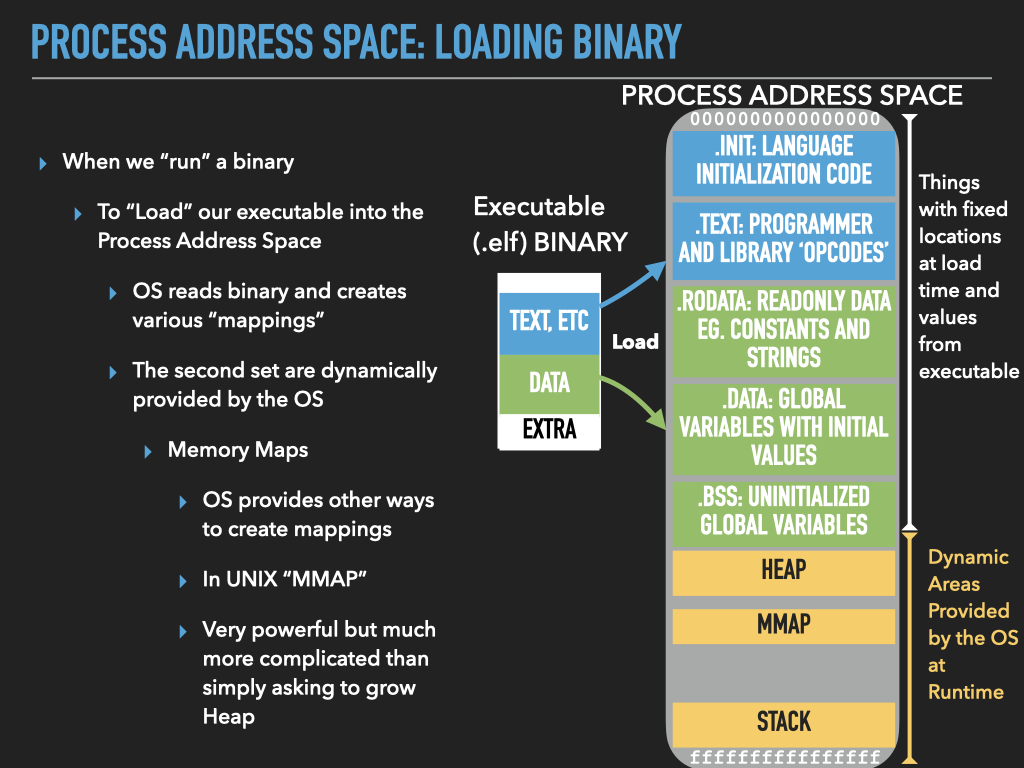 PROCESS ADDRESS SPACE: LOADING BINARY
When we “run” a binary
To “Load” our executable into the
Process Address Space
OS reads binary and creates
various “mappings”
The second set are dynamically
provided by the OS
Memory Maps
OS provides other ways
to create mappings
In UNIX “MMAP”
Very powerful but much
more complicated than
simply asking to grow
Heap
Executable
(.elf) BINARY
TEXT, ETC
DATA
EXTRA
Load
PROCESS ADDRESS SPACE
0000000000000000
.INIT: LANGUAGE
INITIALIZATION CODE
.TEXT: PROGRAMMER
AND LIBRARY ‘OPCODES’
.RODATA: READONLY DATA
EG. CONSTANTS AND
STRINGS
.DATA: GLOBAL
VARIABLES WITH INITIAL
VALUES
.BSS: UNINITIALIZED
GLOBAL VARIABLES
HEAP
MMAP
STACK
ffffffffffffffff
Things
with fixed
locations
at load
time and
values
from
executable
Dynamic
Areas
Provided
by the OS
at
Runtime